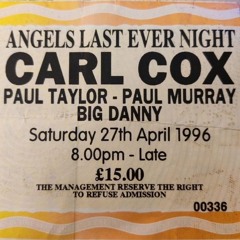 ANGELS LAST EVER NIGHT
CARL COX
PAUL TAYLOR - PAUL MURRAY
BIG DANNY
Saturday 27th April 1996
8.00pm - Late
£15.00
THE MANAGEMENT RESERVE THE RIGHT
TO REFUSE ADMISSION
00336